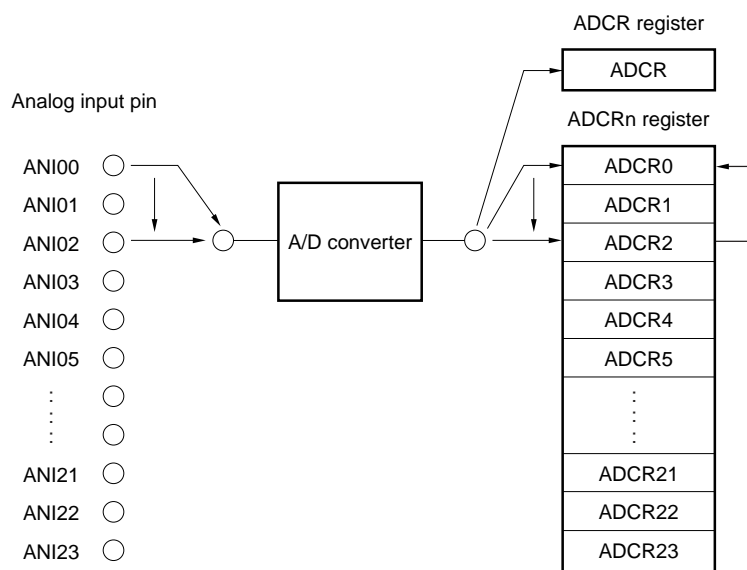 ADCR register
ADCR
Analog input pin
ADCRn register
ANI00
ANI01
ANI02
ANI03
ANI04
ANI05
ANI21
ANI22
ANI23
A/D converter
ADCR0
ADCR1
ADCR2
ADCR3
ADCR4
ADCR5
ADCR21
ADCR22
ADCR23